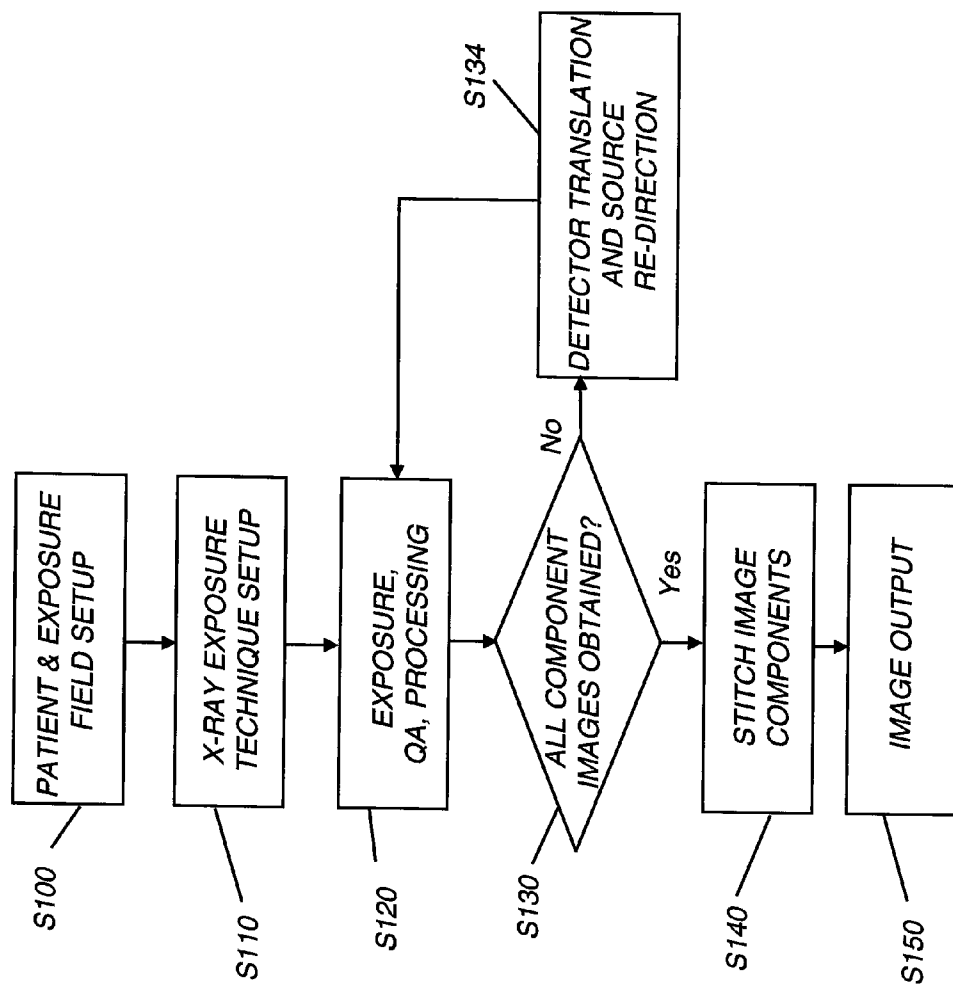 S100
PATIENT & EXPOSURE
FIELD SETUP
S110
X-RAY EXPOSURE
TECHNIQUE SETUP
S120
EXPOSURE,
QA, PROCESSING
S130
ALL COMPONENT
IMAGES OBTAINED?
No
S134
DETECTOR TRANSLATION
AND SOURCE
RE-DIRECTION
Yes
S140
STITCH IMAGE
COMPONENTS
S150
IMAGE OUTPUT